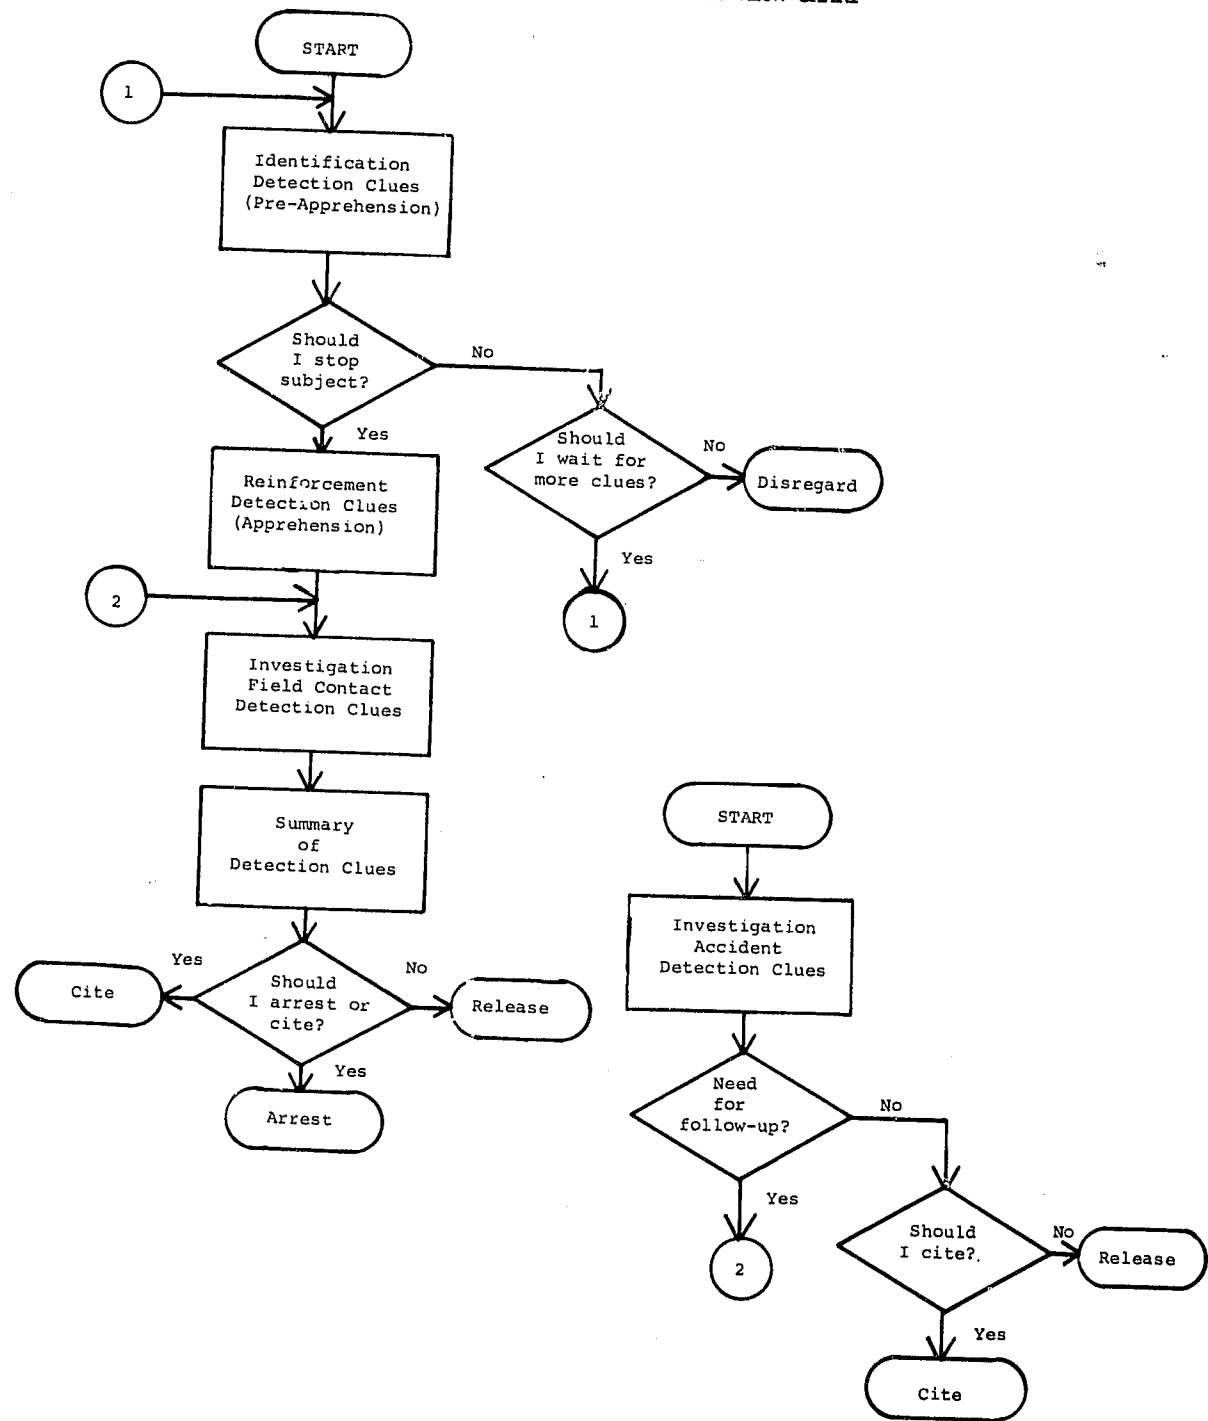 START
1
Identification
Detection Clues
(Pre-Apprehension)
Should
I stop
subject?
No
Yes
Should
I wait for
more clues?
No
Disregard
Yes
1
Reinforcement
Detection Clues
(Apprehension)
2
Investigation
Field Contact
Detection Clues
Summary
of
Detection Clues
Should
I arrest or
cite?
Yes
Cite
No
Release
Yes
Arrest
START
Investigation
Accident
Detection Clues
Need
for
follow-up?
No
Yes
2
Should
I cite?
No
Release
Yes
Cite